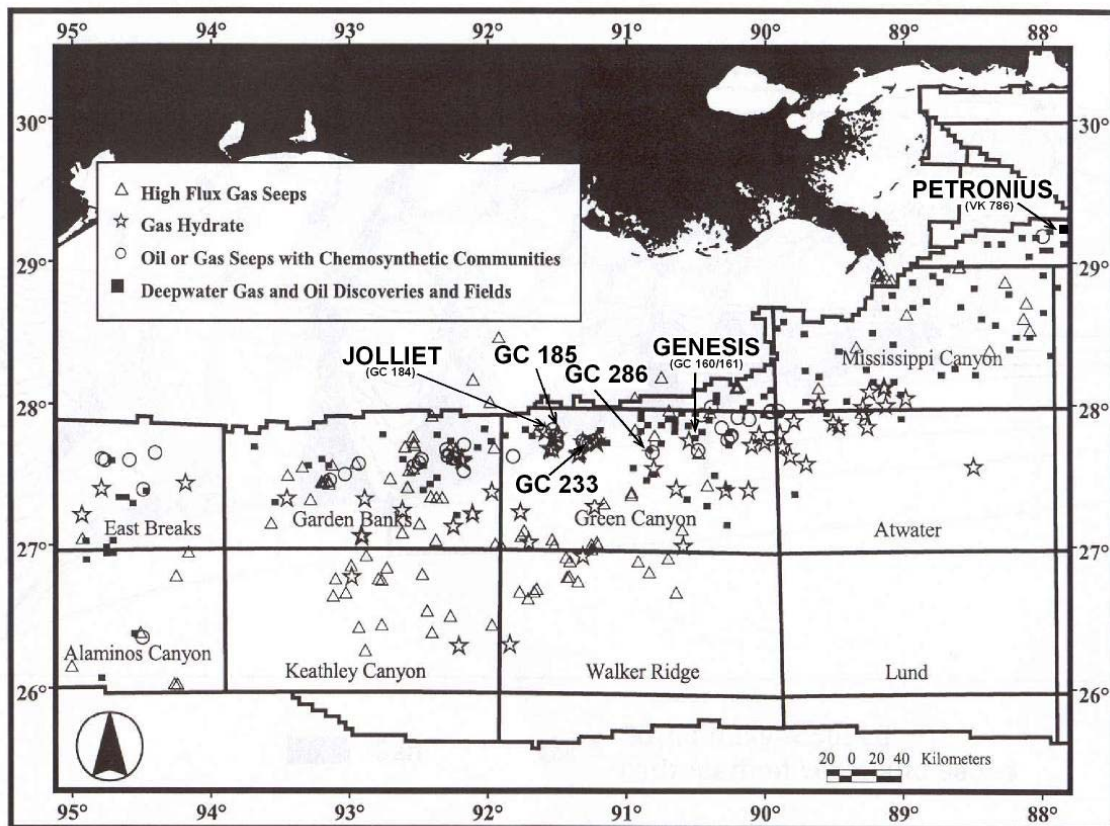 95 94 93 92 91° 90° 89 88°
30° 30°
High Flux Gas Seeps
Gas Hydrate
Oil or Gas Seeps with Chemosynthetic Communities
Deepwater Gas and Oil Discoveries and Fields
PETRONIUS
(VK 786)
29° 29°
JOLLIET
(GC 184)
GC 185
GC 286
GENESIS
(GC 160/161)
Mississippi Canyon
28° 28°
GC 233
East Breaks Garden Banks Green Canyon Atwater
27° 27°
Alaminos Canyon Keathley Canyon Walker Ridge Lund
26° 26°
20 0 20 40 Kilometers
95 94 93 92 91° 90° 89 88°